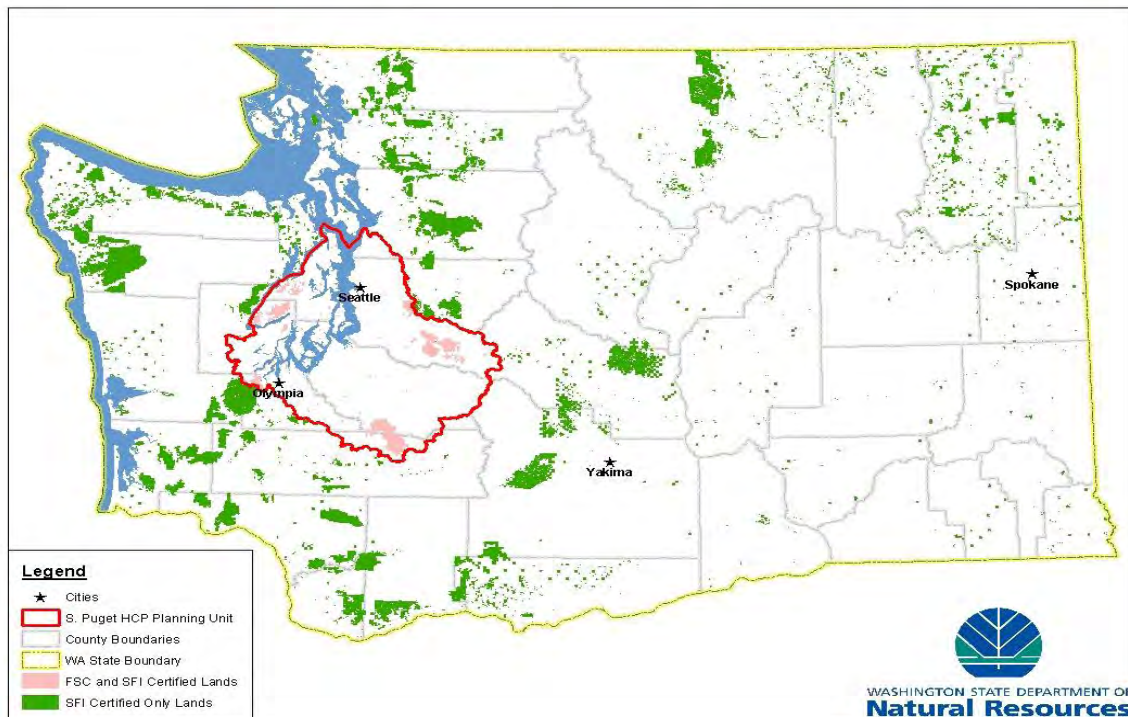 Seattle
Spokane
Olympia
Yakima
Legend
Cities
S. Puget HCP Planning Unit
County Boundaries
WA State Boundary
FSC and SFI Certified Lands
SFI Certified Only Lands
WASHINGTON STATE DEPARTMENT OF
Natural Resources